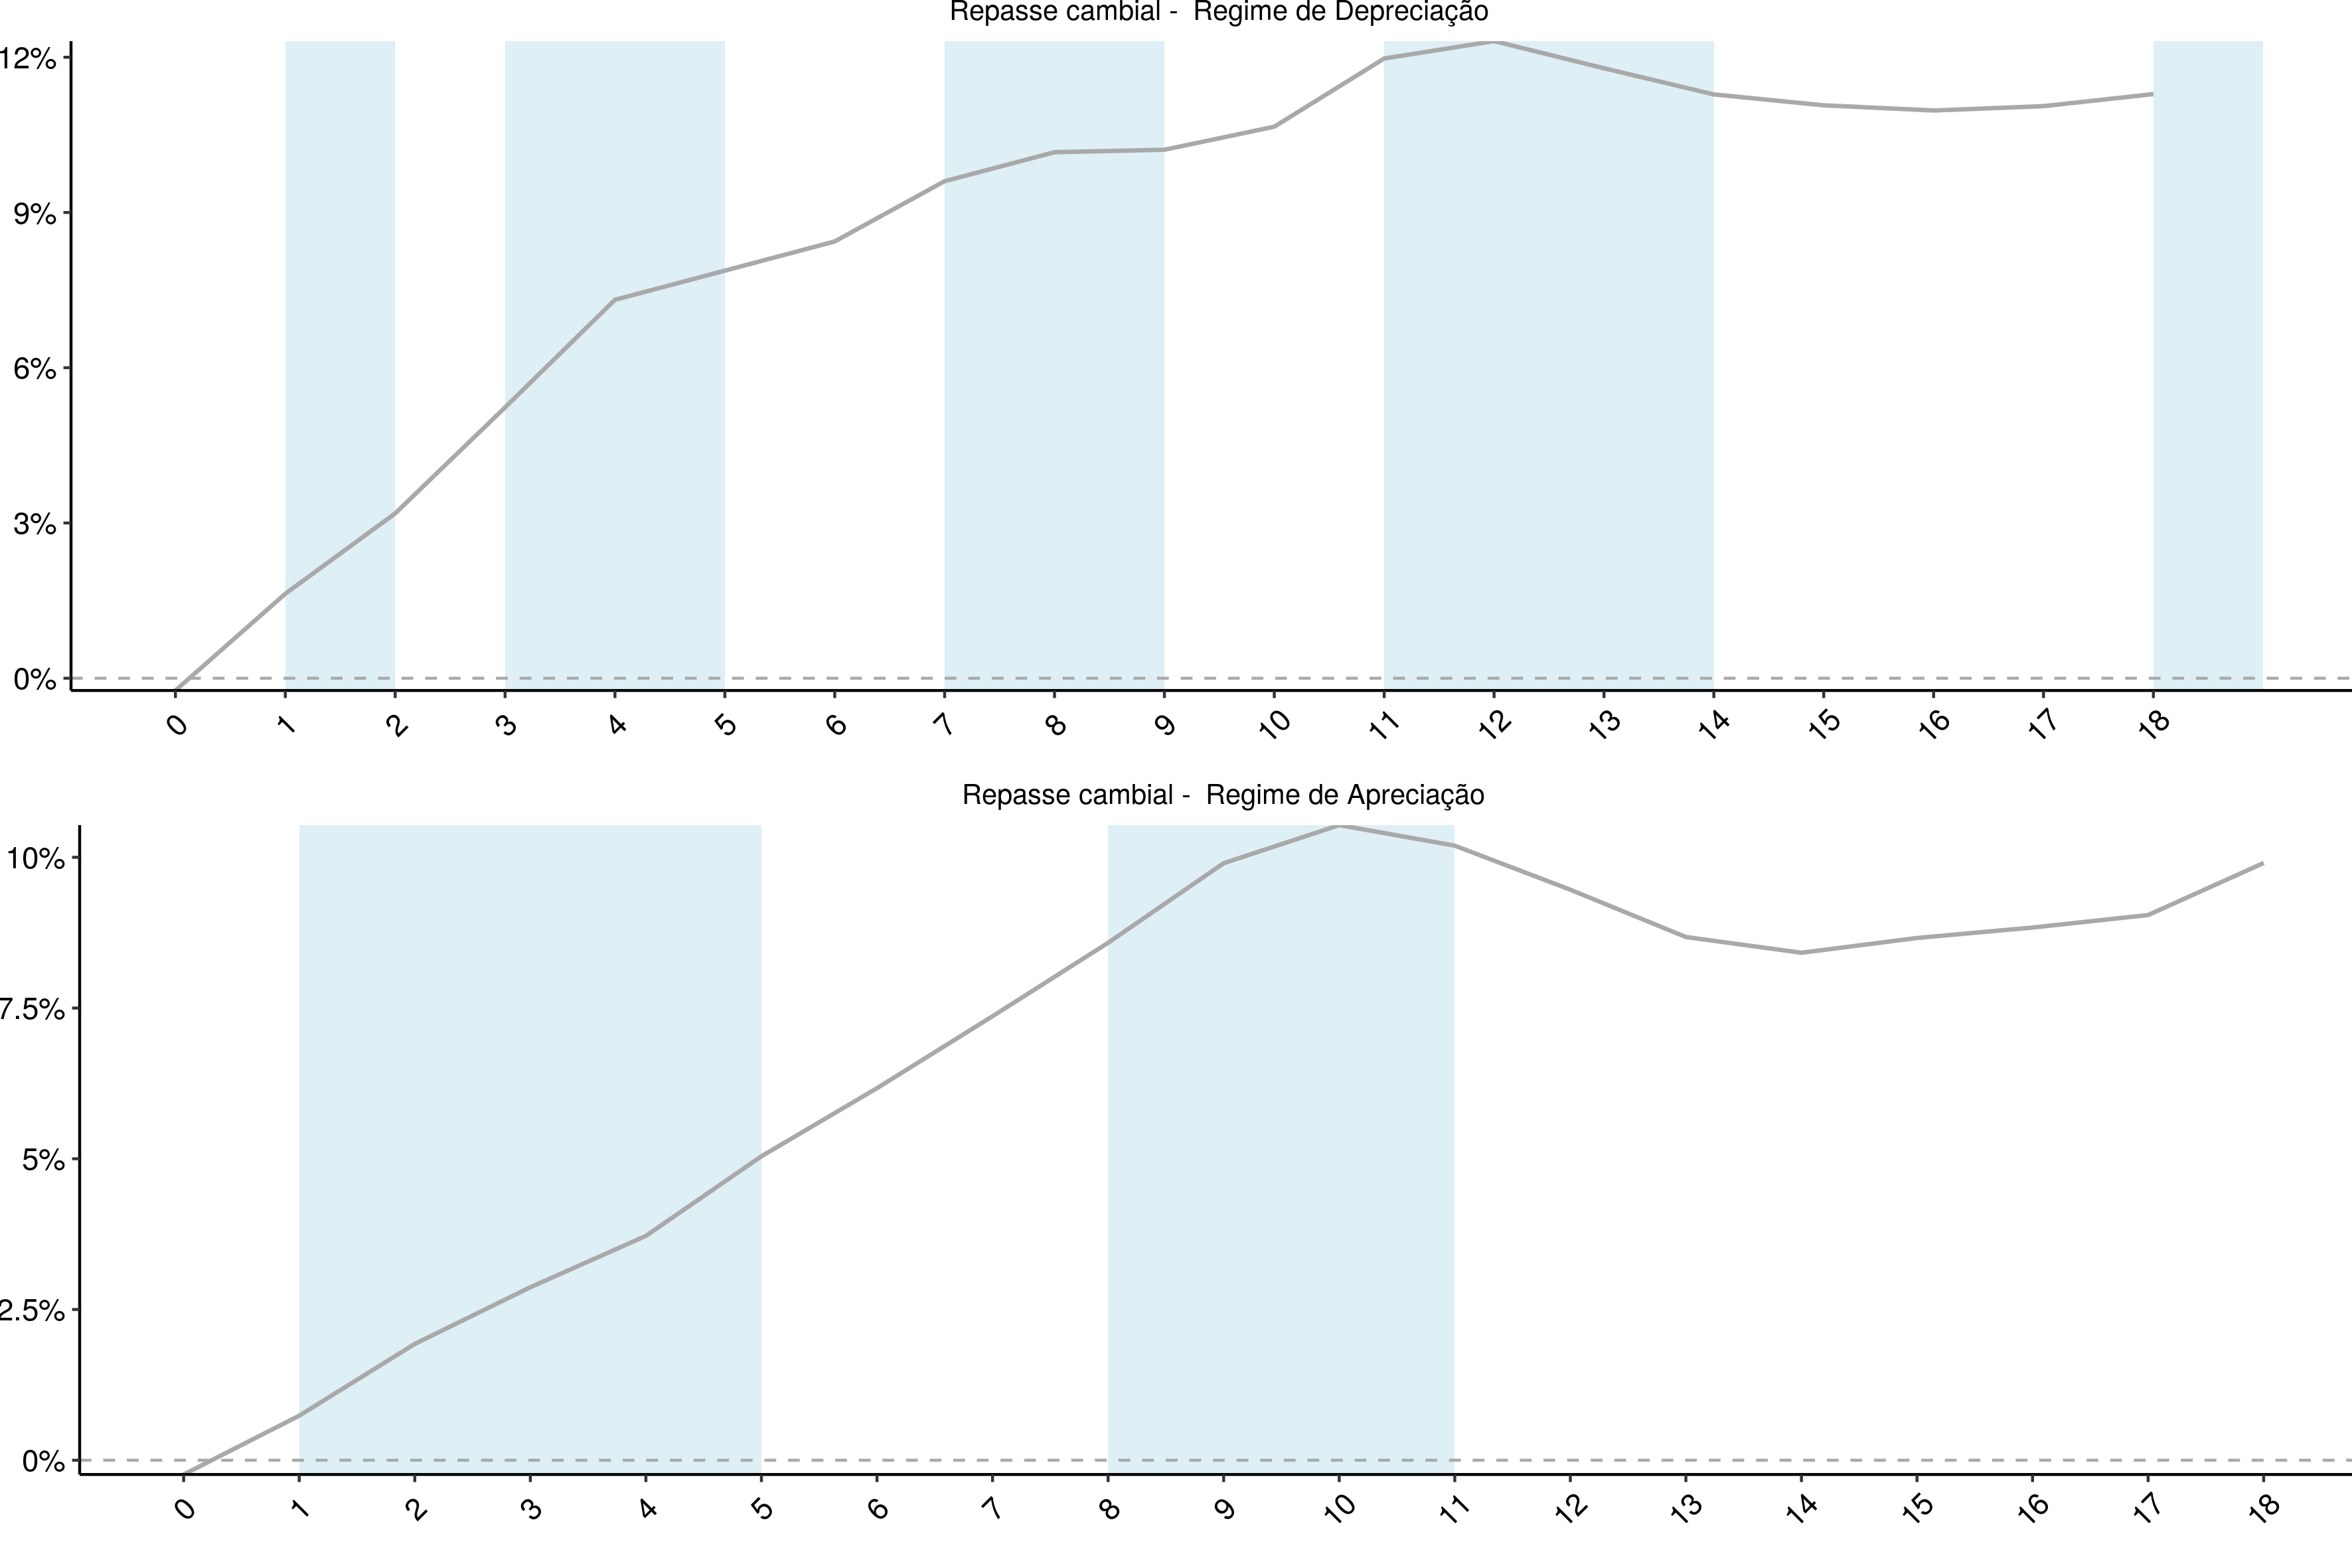 Repasse cambial -  Regime de Depreciação
12%
9%
6%
3%
0%
0 1 2 3 4 5 6 7 8 9 10 11 12 13 14 15 16 17 18
Repasse cambial -  Regime de Apreciação
10%
7.5%
5%
2.5%
0%
0 1 2 3 4 5 6 7 8 9 10 11 12 13 14 15 16 17 18